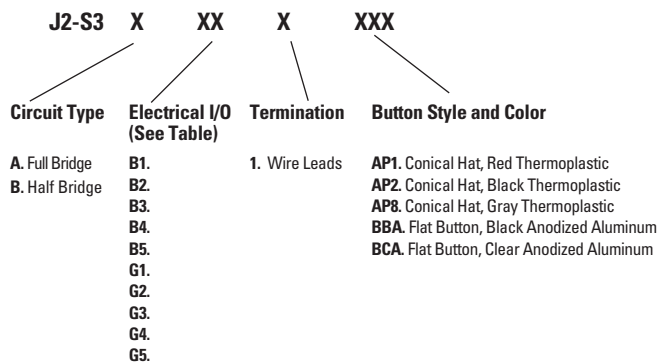 J2-S3 X XX X XXX
Circuit Type
A. Full Bridge
B. Half Bridge
Electrical I/O
(See Table)
B1.
B2.
B3.
B4.
B5.
G1.
G2.
G3.
G4.
G5.
Termination
1. Wire Leads
Button Style and Color
AP1. Conical Hat, Red Thermoplastic
AP2. Conical Hat, Black Thermoplastic
AP8. Conical Hat, Gray Thermoplastic
BBA. Flat Button, Black Anodized Aluminum
BCA. Flat Button, Clear Anodized Aluminum